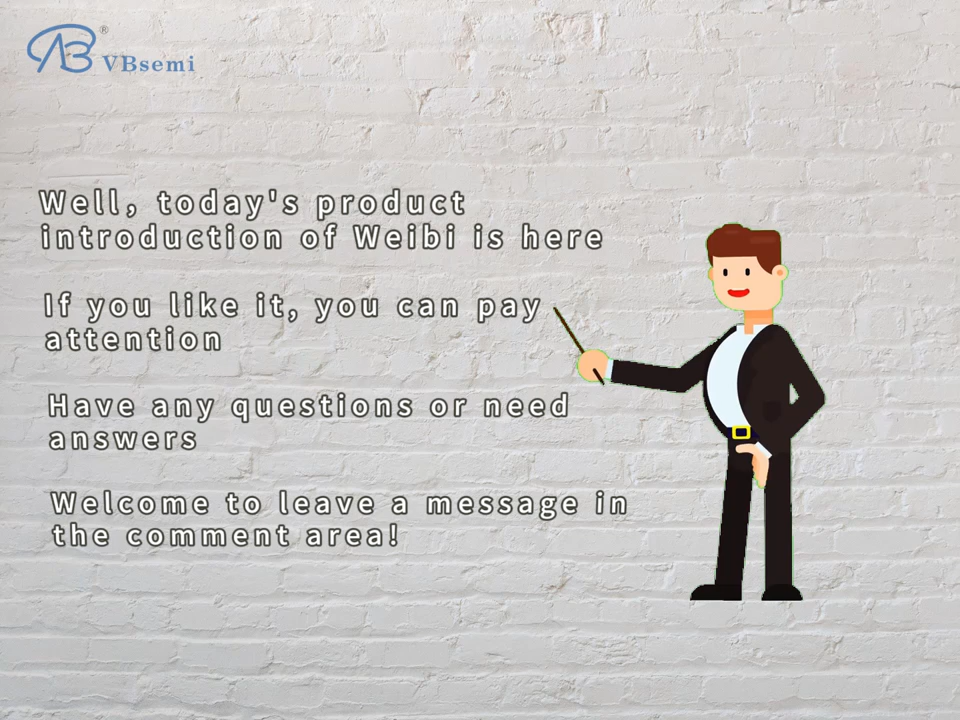 VBsemi
Well, today's product
introduction of Weibi is here
If you like it, you can pay
attention
Have any questions or need
answers
Welcome to leave a message in
the comment area!